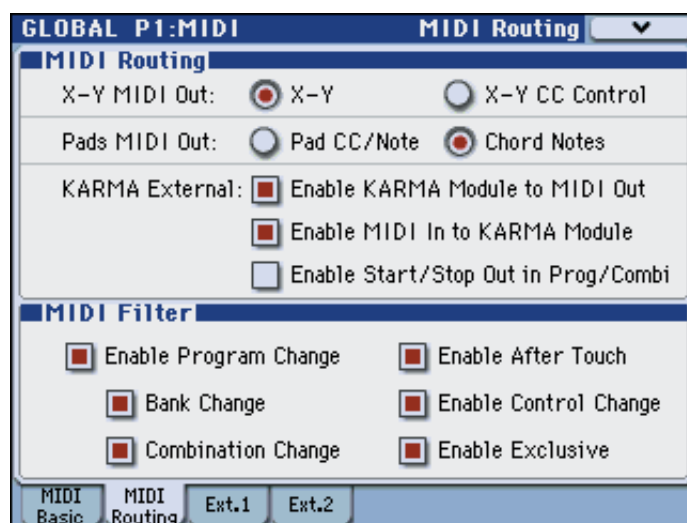 GLOBAL P1:MIDI MIDI Routing
MIDI Routing
X-Y MIDI Out: X-Y X-Y CC Control
Pads MIDI Out: Pad CC/Note Chord Notes
KARMA External: Enable KARMA Module to MIDI Out
Enable MIDI In to KARMA Module
Enable Start/Stop Out in Prog/Combi
MIDI Filter
Enable Program Change Enable After Touch
Bank Change Enable Control Change
Combination Change Enable Exclusive
MIDI MIDI Ext.1 Ext.2
Basic Routing